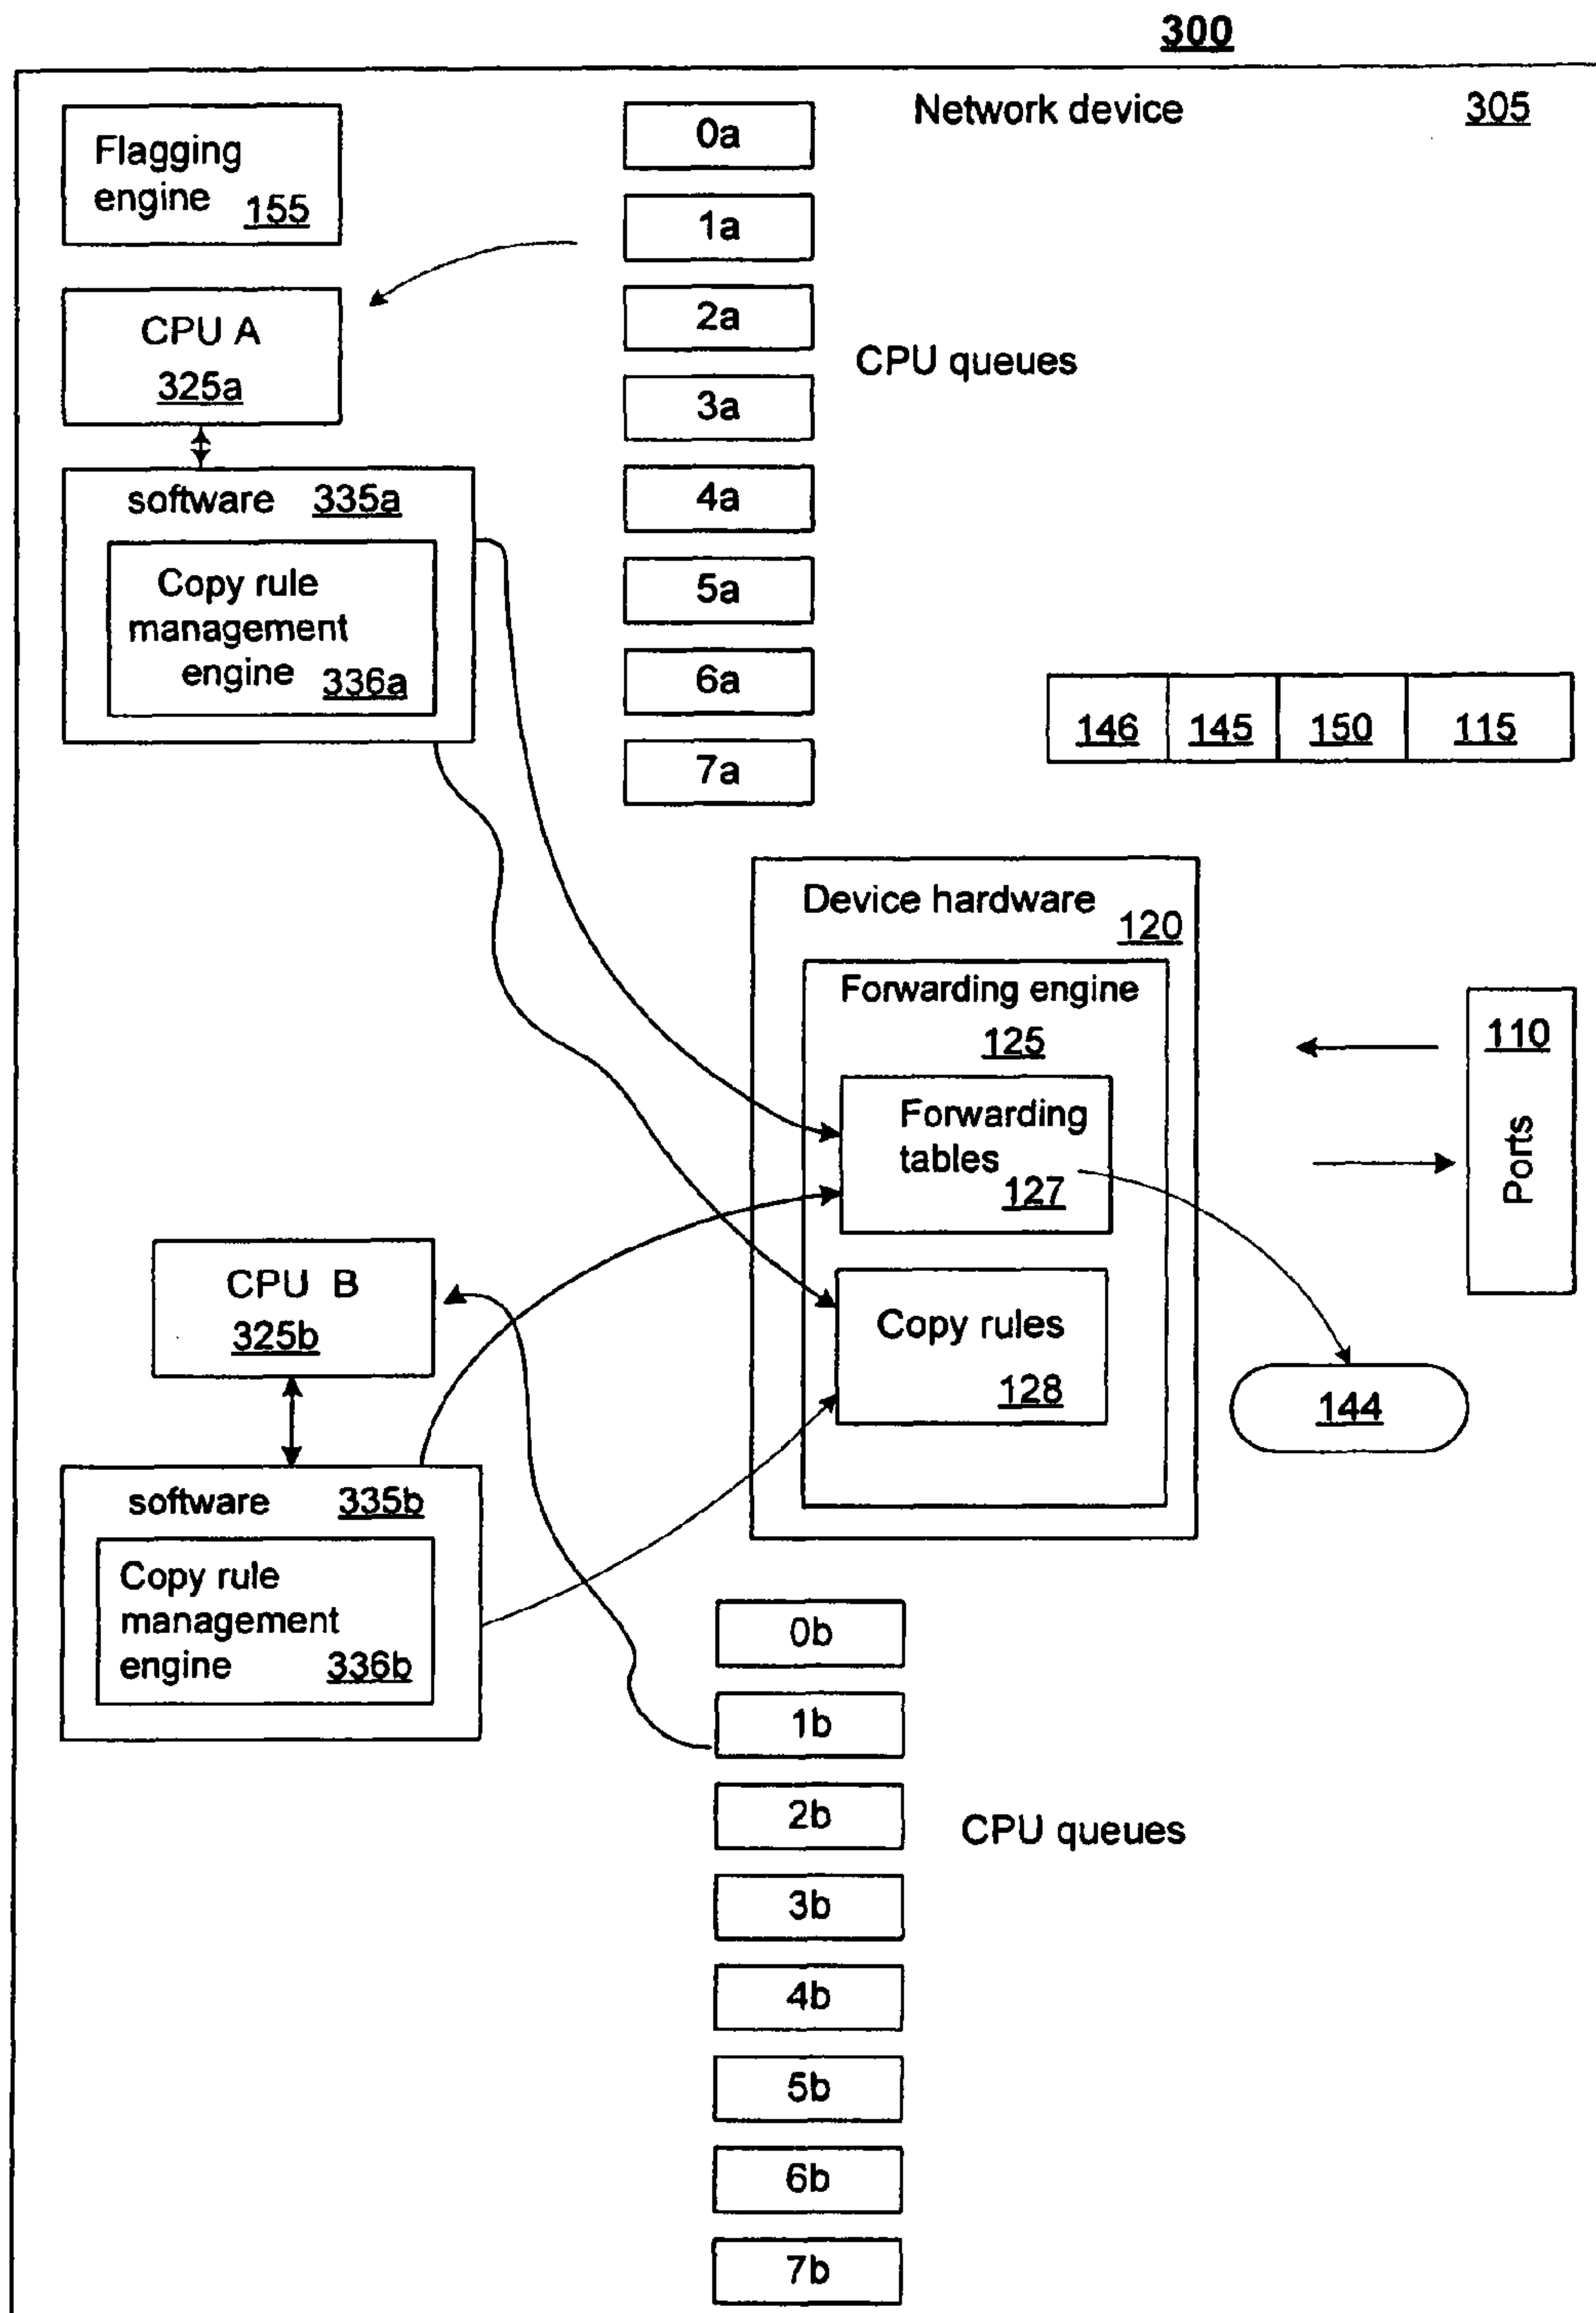 300
Network device 305
Flagging
engine 155
CPU A
325a
software 335a
Copy rule
management
engine 336a
0a
1a
2a
3a
4a
5a
6a
7a
CPU queues
146 145 150 115
Device hardware
120
Forwarding engine
125
Forwarding
tables
127
Copy rules
128
110
Ports
144
CPU B
325b
software 335b
Copy rule
management
engine 336b
0b
1b
2b
3b
4b
5b
6b
7b
CPU queues